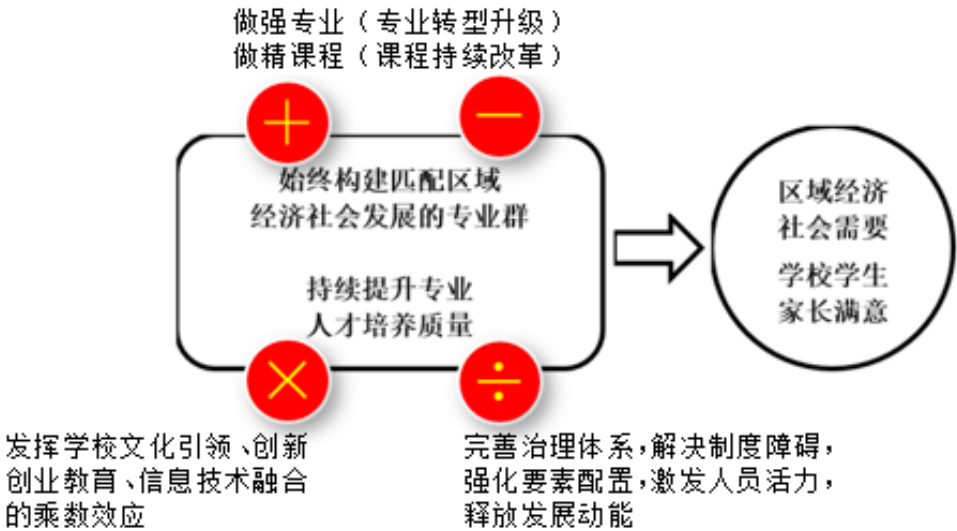 做强专业（专业转型升级）
做精课程（课程持续改革）
+
−
始终构建匹配区域
经济社会发展的专业群
持续提升专业
人才培养质量
区域经济
社会需要
学校学生
家长满意
×
÷
发挥学校文化引领、创新
创业教育、信息技术融合
的乘数效应
完善治理体系，解决制度障碍，
强化要素配置，激发人员活力，
释放发展动能